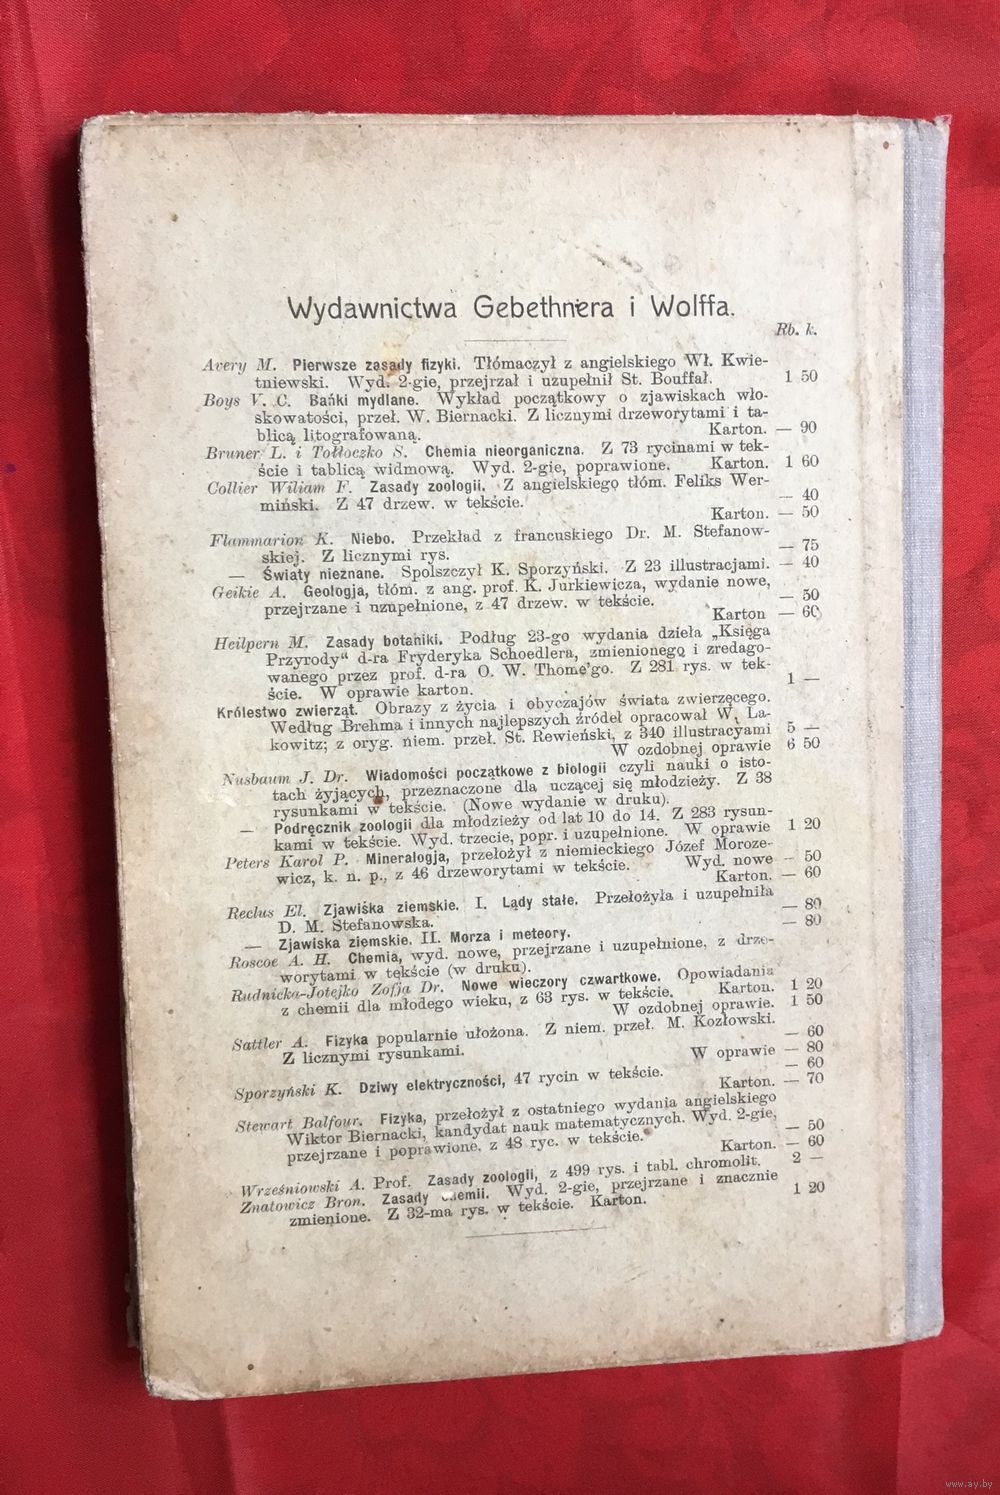 Wydawnictwa Gebethnera i Wolffa.
Rb. k.
Avery M. Pierwsze zasady fizyki. Tłómaczył z angielskiego Wł. Kwie-
tniewski. Wyd. 2-gie, przejrzał i uzupełnił St. Bouffał. 1 50
Boys V. C. Bańki mydlane. Wykład początkowy o zjawiskach wło-
skowatości, przeł. W. Biernacki. Z licznymi drzeworytami i ta-
blicą litografowaną. Karton. — 90
Bruner L. i Tołłoczko S. Chemia nieorganiczna. Z 73 rycinami w tek-
ście i tablicą widmową. Wyd. 2-gie, poprawione. Karton. 1 60
Collier Wiliam F. Zasady zoologii. Z angielskiego tłóm. Feliks Wer-
miński. Z 47 drzew. w tekście. — 40
Karton. — 50
Flammarion K. Niebo. Przekład z francuskiego Dr. M. Stefanow-
skiej. Z licznymi rys. — 75
— Światy nieznane. Spolszczył K. Sporzyński. Z 23 illustracjami. — 40
Geikie A. Geologja, tłóm. z ang. prof. K. Jurkiewicza, wydanie nowe,
przejrzane i uzupełnione, z 47 drzew. w tekście. — 50
Karton — 60
Heilpern M. Zasady botaniki. Podług 23-go wydania dzieła „Księga
Przyrody“ d-ra Fryderyka Schoedlera, zmienionego i zredago-
wanego przez prof. d-ra O. W. Thome'go. Z 281 rys. w tek-
ście. W oprawie karton. 1 —
Królestwo zwierząt. Obrazy z życia i obyczajów świata zwierzęcego.
Według Brehma i innych najlepszych źródeł opracował W. La-
kowitz; z oryg. niem. przeł. St. Rewieński, z 340 illustracyami 5 —
W ozdobnej oprawie 6 50
Nusbaum J. Dr. Wiadomości początkowe z biologii czyli nauki o isto-
tach żyjących, przeznaczone dla uczącej się młodzieży. Z 38
rysunkami w tekście. (Nowe wydanie w druku).
— Podręcznik zoologii dla młodzieży od lat 10 do 14. Z 283 rysun-
kami w tekście. Wyd. trzecie, popr. i uzupełnione. W oprawie 1 20
Peters Karol P. Mineralogja, przełożył z niemieckiego Józef Moroze-
wicz, k. n. p., z 46 drzeworytami w tekście. Wyd. nowe — 50
Karton. — 60
Reclus El. Zjawiska ziemskie. I. Lądy stałe. Przełożyła i uzupełniła
D. M. Stefanowska. — 80
— Zjawiska ziemskie. II. Morza i meteory. — 80
Roscoe A. H. Chemia, wyd. nowe, przejrzane i uzupełnione, z drze-
worytami w tekście (w druku).
Rudnicka-Jotejko Zofja Dr. Nowe wieczory czwartkowe. Opowiadania
z chemii dla młodego wieku, z 63 rys. w tekście. Karton. 1 20
W ozdobnej oprawie. 1 50
Sattler A. Fizyka popularnie ułożona. Z niem. przeł. M. Kozłowski.
Z licznymi rysunkami. — 60
W oprawie — 80
Sporzyński K. Dziwy elektryczności, 47 rycin w tekście. — 60
Karton. — 70
Stewart Balfour. Fizyka, przełożył z ostatniego wydania angielskiego
Wiktor Biernacki, kandydat nauk matematycznych. Wyd. 2-gie,
przejrzane i poprawione, z 48 ryc. w tekście. — 50
Karton. — 60
Wrześniowski A. Prof. Zasady zoologii, z 499 rys. i tabl. chromolit. 2 —
Znatowicz Bron. Zasady chemii. Wyd. 2-gie, przejrzane i znacznie
zmienione. Z 32-ma rys. w tekście. Karton. 1 20
www.ay.by